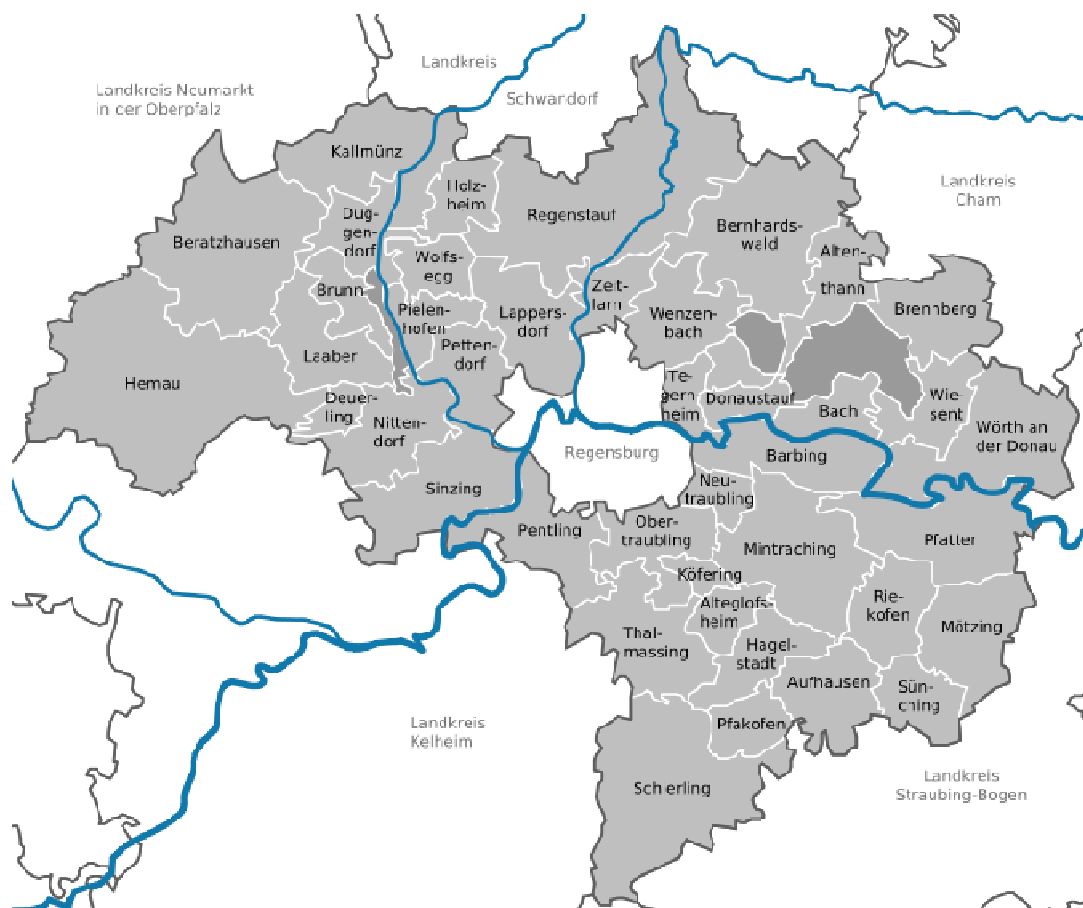 Landkreis
Schwandorf
Landkreis Neumarkt
in der Oberpfalz
Kallmünz
Landkreis
Cham
Holz-
heim
Regenstauf
Dug-
gen-
dorf
Beratzhausen
Bernhards-
wald
Alten-
thann
Wolfs-
egg
Brunn
Zeit-
larn
Brennberg
Pielen-
hofen
Lappers-
dorf
Wenzen-
bach
Petten-
dorf
Laaber
Hemau
Te-
gern
heim
Donaustauf
Wie-
sent
Deuer-
ling
Nitten-
dorf
Bach
Wörth an
der Donau
Regensburg
Barbing
Sinzing
Neu-
traubling
Pentling
Ober-
traubling
Mintraching
Pfatter
Köfering
Alteglofs-
heim
Rie-
kofen
Mötzing
Thal-
massing
Hagel-
stadt
Aufhausen
Sün-
ching
Pfakofen
Landkreis
Kelheim
Schierling
Landkreis
Straubing-Bogen